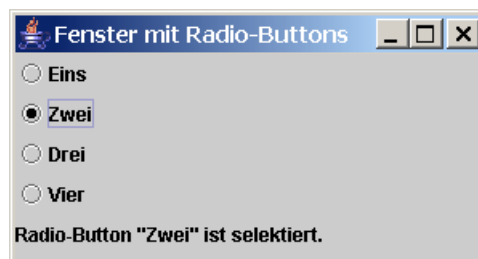 Fenster mit Radio-Buttons
Eins
Zwei
Drei
Vier
Radio-Button "Zwei" ist selektiert.